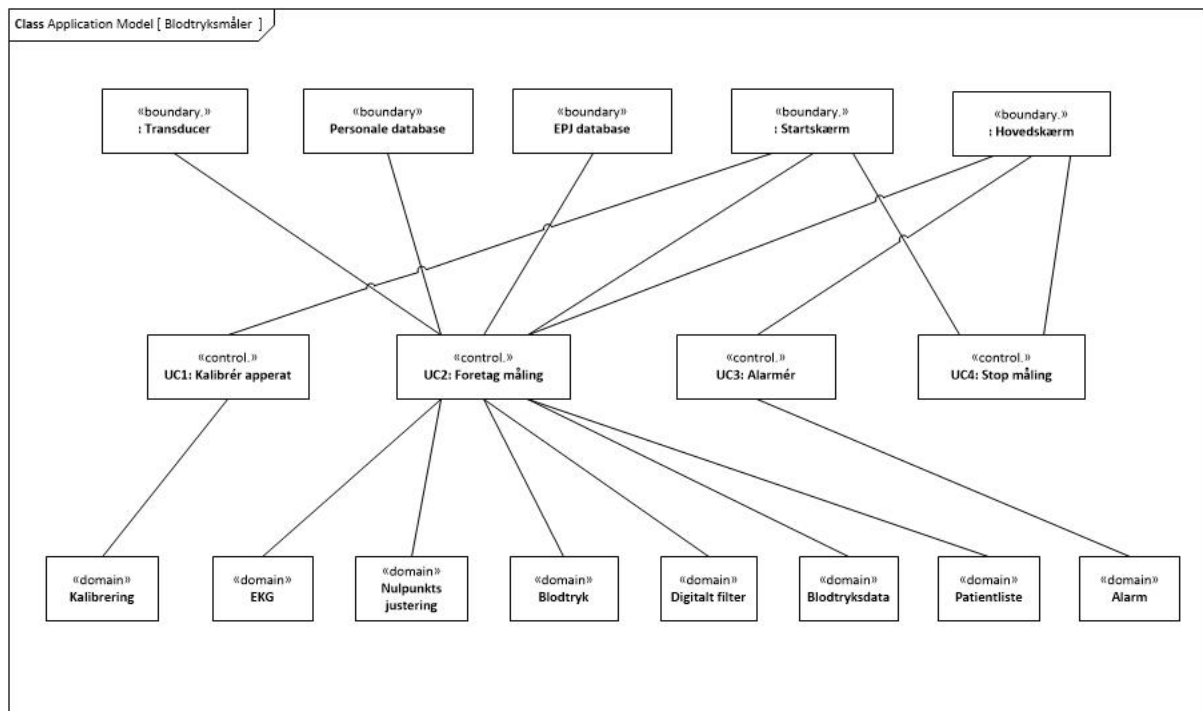 Class Application Model [ Blodtryksmåler ]
«boundary.»
: Transducer
«boundary»
Personale database
«boundary»
EPJ database
«boundary.»
: Startskærm
«boundary.»
: Hovedskærm
«control.»
UC1: Kalibrér apperat
«control.»
UC2: Foretag måling
«control.»
UC3: Alarmér
«control.»
UC4: Stop måling
«domain»
Kalibrering
«domain»
EKG
«domain»
Nulpunkts
justering
«domain»
Blodtryk
«domain»
Digitalt filter
«domain»
Blodtryksdata
«domain»
Patientliste
«domain»
Alarm